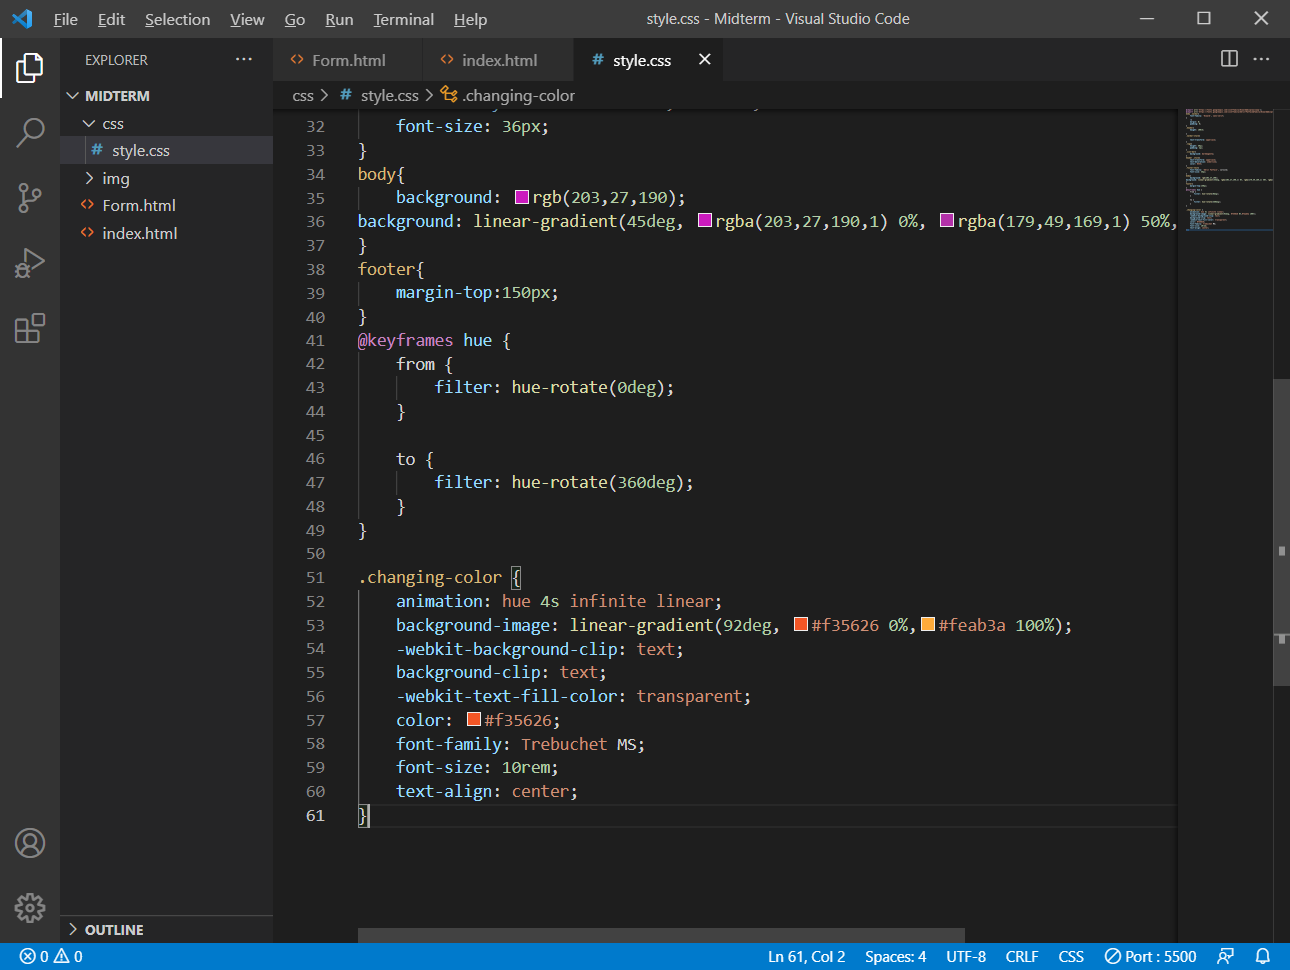 File Edit Selection View Go Run Terminal Help
style.css - Midterm - Visual Studio Code
EXPLORER
MIDTERM
css
style.css
img
Form.html
index.html
OUTLINE
Form.html
index.html
style.css
css > style.css > .changing-color
32 font-size: 36px;
33 }
34 body{
35 background: rgb(203,27,190);
36 background: linear-gradient(45deg, rgba(203,27,190,1) 0%, rgba(179,49,169,1) 50%,
37 }
38 footer{
39 margin-top:150px;
40 }
41 @keyframes hue {
42 from {
43 filter: hue-rotate(0deg);
44 }
45
46 to {
47 filter: hue-rotate(360deg);
48 }
49 }
50
51 .changing-color {
52 animation: hue 4s infinite linear;
53 background-image: linear-gradient(92deg, #f35626 0%,#feab3a 100%);
54 -webkit-background-clip: text;
55 background-clip: text;
56 -webkit-text-fill-color: transparent;
57 color: #f35626;
58 font-family: Trebuchet MS;
59 font-size: 10rem;
60 text-align: center;
61 }
0 0
Ln 61, Col 2 Spaces: 4 UTF-8 CRLF CSS Port : 5500